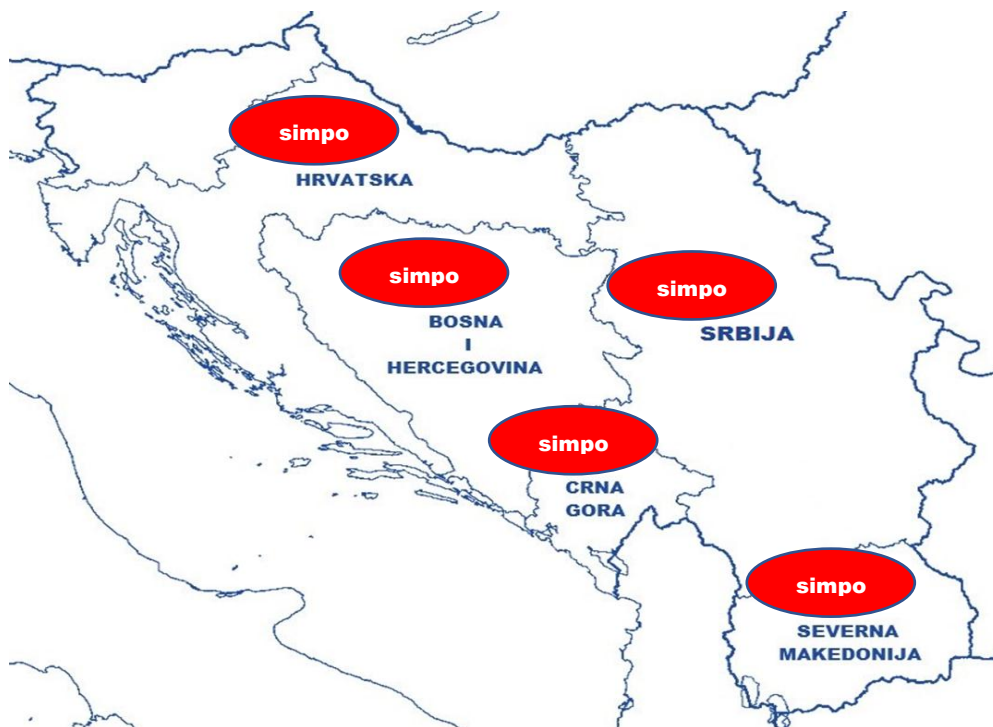 simpo
HRVATSKA
simpo
BOSNA
I
HERCEGOVINA
simpo
SRBIJA
simpo
CRNA
GORA
simpo
SEVERNA
MAKEDONIJA